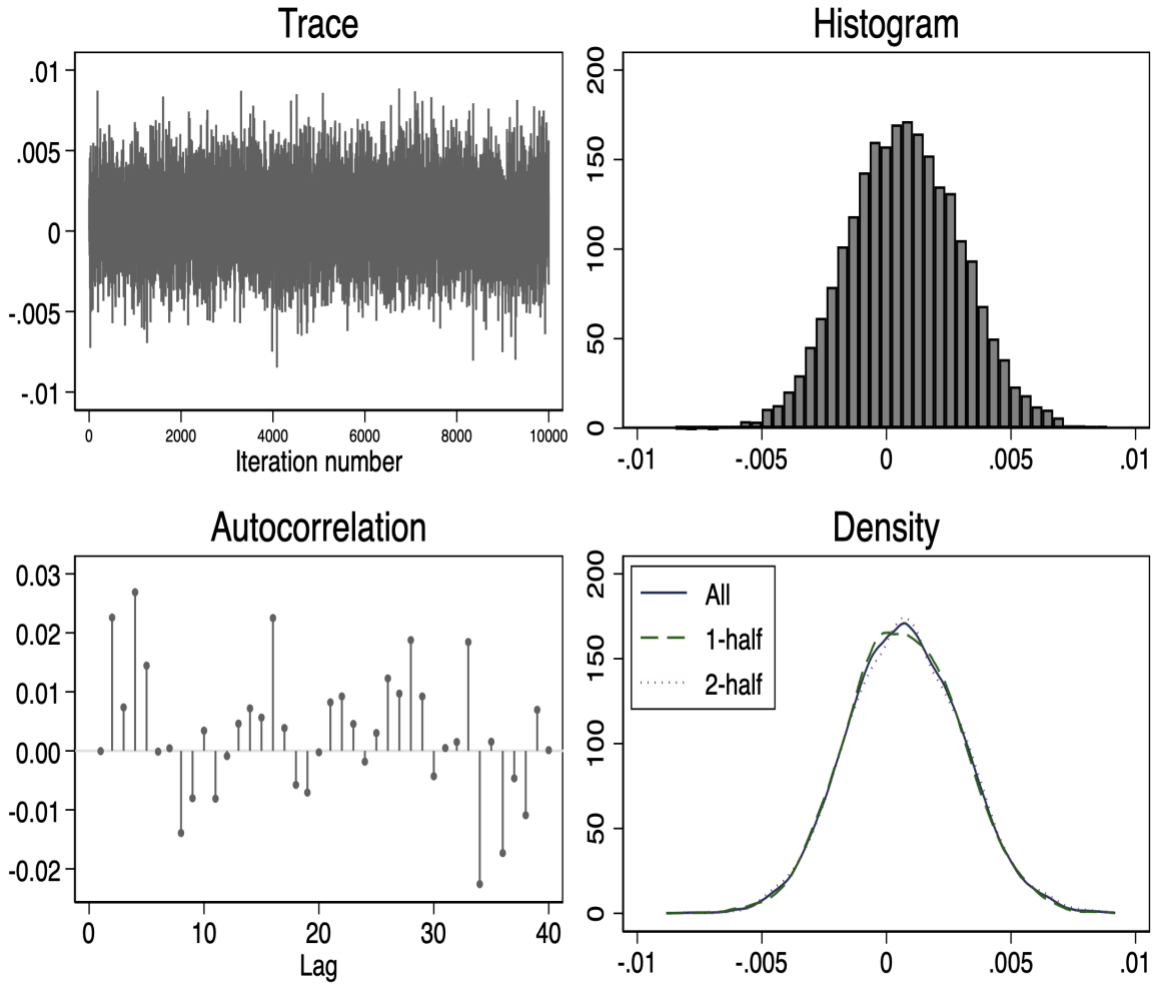 Trace
.01
.005
0
-.005
-.01
0 2000 4000 6000 8000 10000
Iteration number
Histogram
200
150
100
50
0
-.01 -.005 0 .005 .01
Autocorrelation
0.03
0.02
0.01
0.00
-0.01
-0.02
0 10 20 30 40
Lag
Density
200
150
100
50
0
All
1-half
2-half
-.01 -.005 0 .005 .01